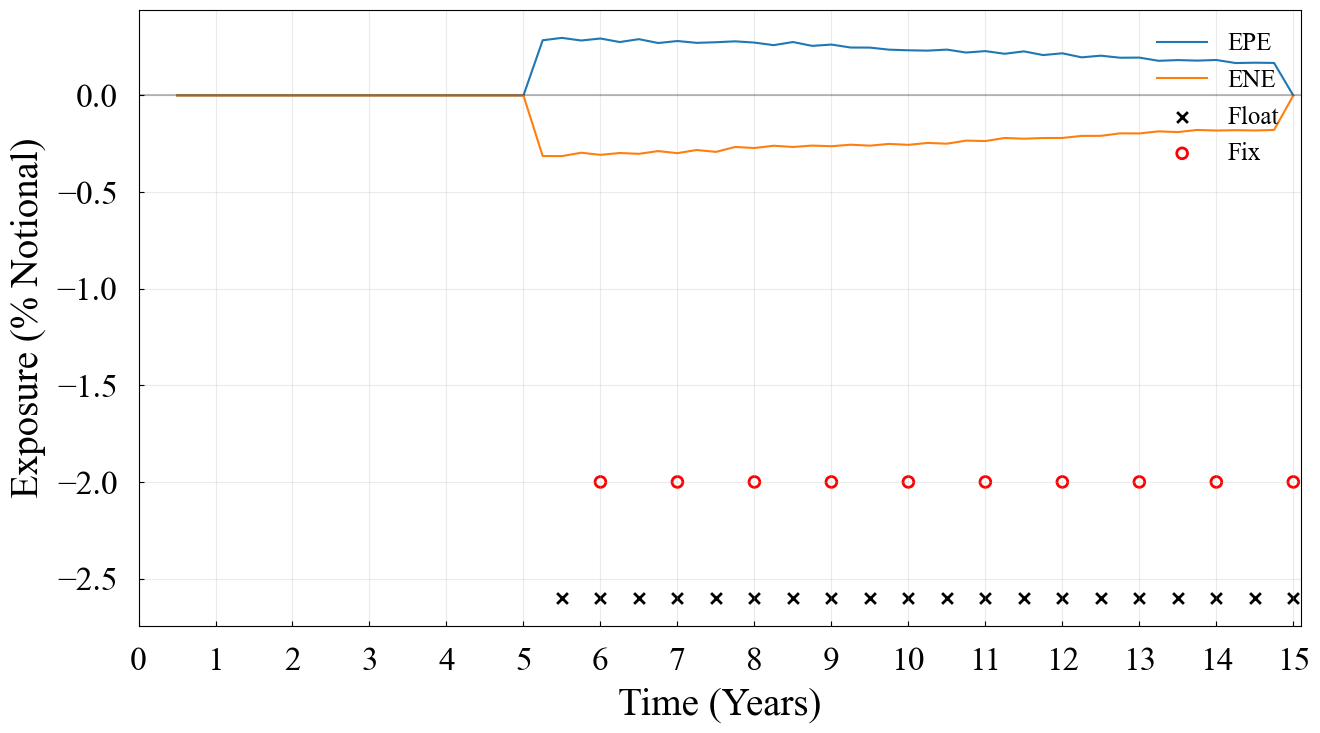 EPE
ENE
Float
Fix
0.0
−0.5
−1.0
−1.5
−2.0
−2.5
Exposure (% Notional)
0 1 2 3 4 5 6 7 8 9 10 11 12 13 14 15
Time (Years)